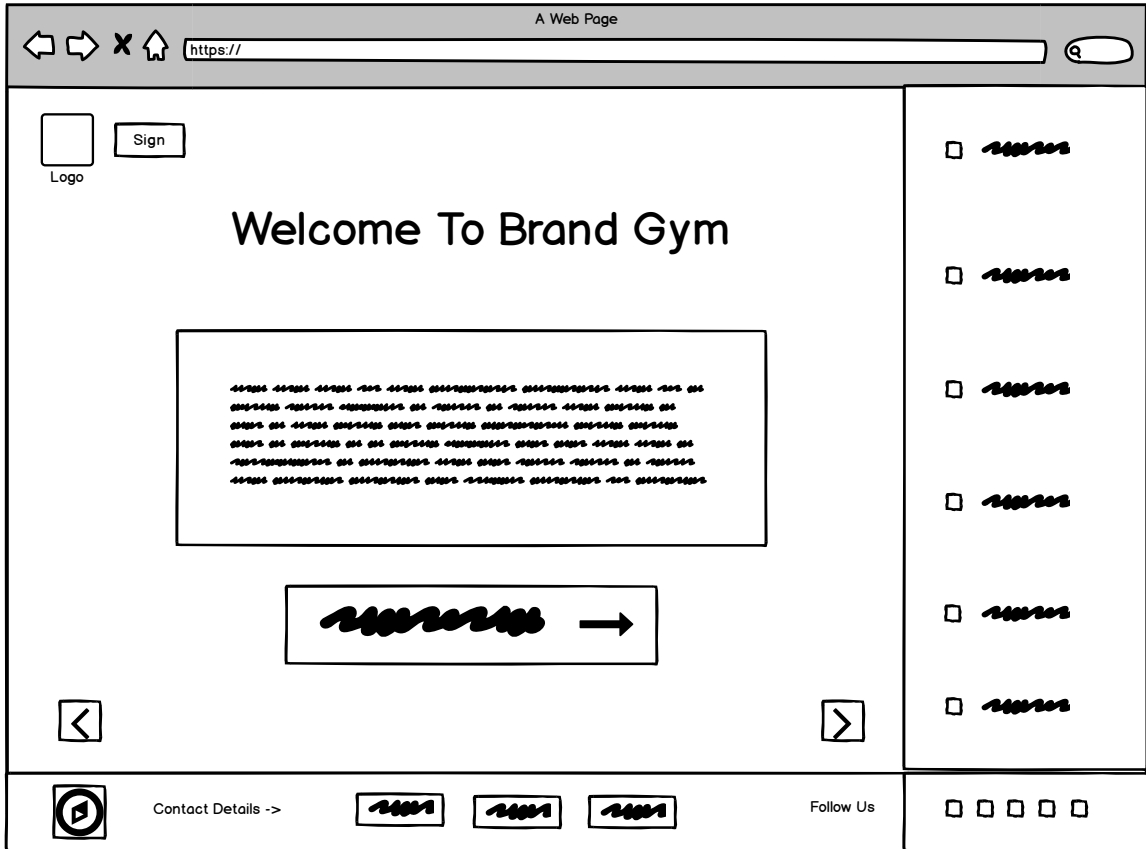 A Web Page
https://
Sign
Logo
Welcome To Brand Gym
Contact Details ->
Follow Us